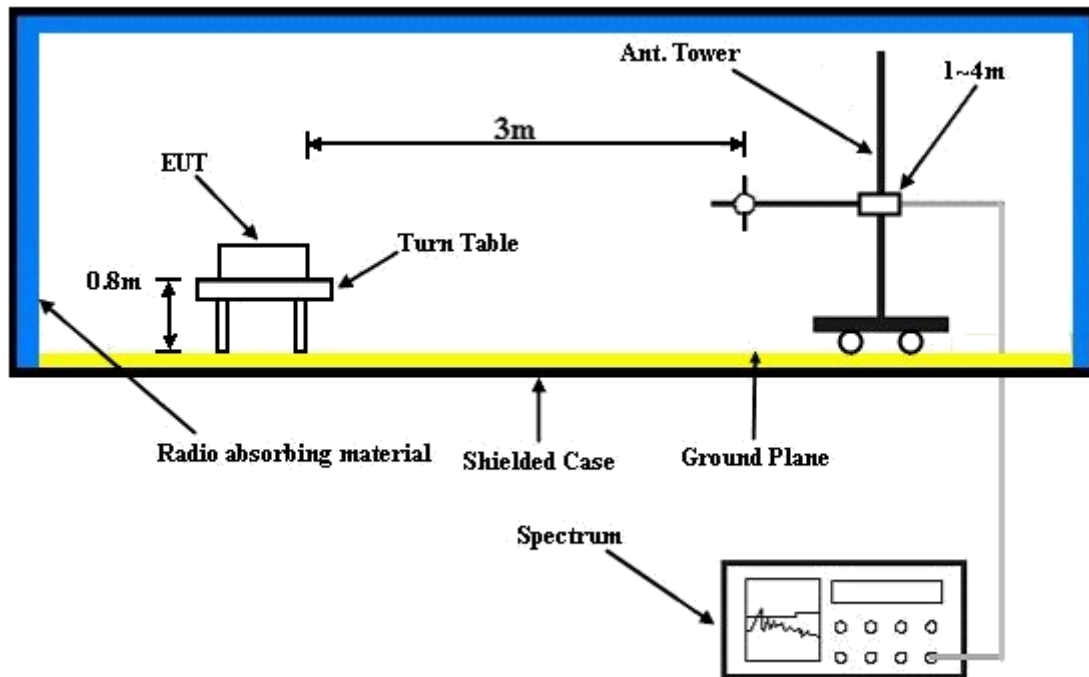 Ant. Tower
1~4m
3m
EUT
Turn Table
0.8m
Radio absorbing material
Shielded Case
Ground Plane
Spectrum